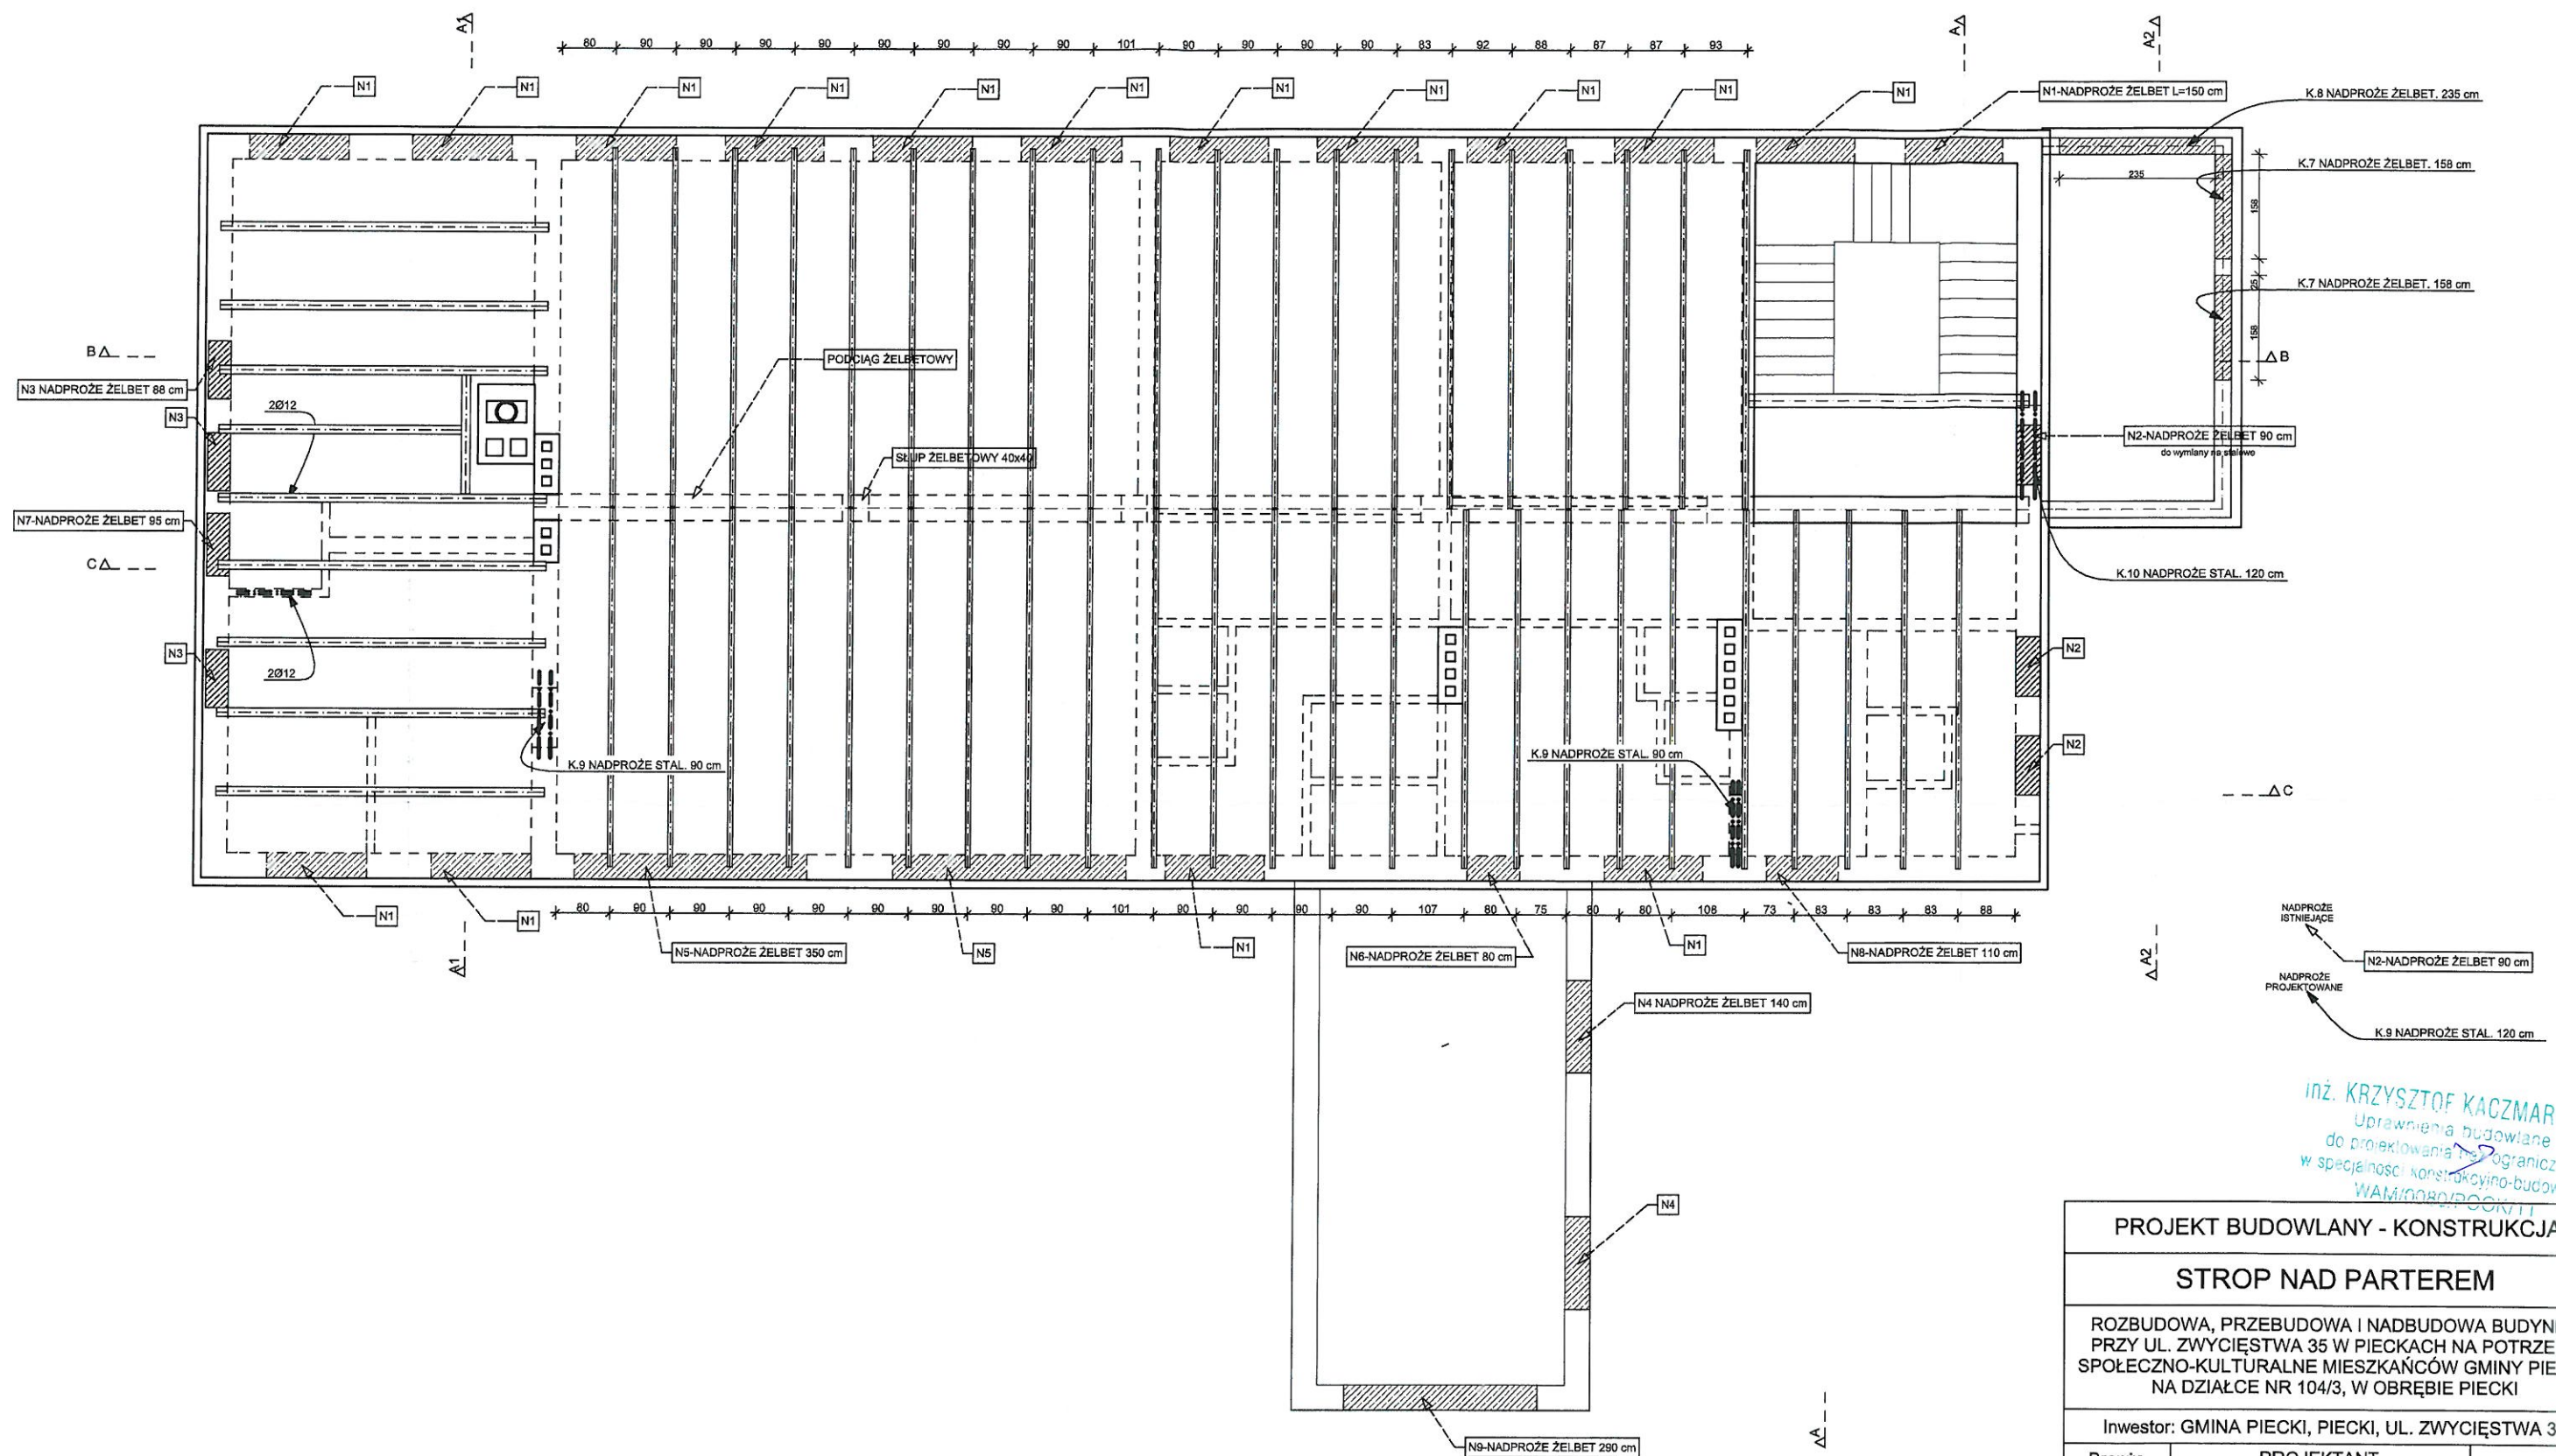 A1
A
A2
80 90 90 90 90 90 90 90 90 101 90 90 90 90 83 92 88 87 87 93
N1 N1 N1 N1 N1 N1 N1 N1 N1 N1 N1
N1-NADPROŻE ŻELBET L=150 cm
K.8 NADPROŻE ŻELBET. 235 cm
K.7 NADPROŻE ŻELBET. 158 cm
235
158
K.7 NADPROŻE ŻELBET. 158 cm
25
158
B
B
PODCIĄG ŻELBETOWY
N3 NADPROŻE ŻELBET 88 cm
2Ø12
N3
N2-NADPROŻE ŻELBET 90 cm
do wymiany na stalowe
SŁUP ŻELBETOWY 40x40
N7-NADPROŻE ŻELBET 95 cm
C
K.10 NADPROŻE STAL. 120 cm
N3
2Ø12
N2
N2
K.9 NADPROŻE STAL. 90 cm
K.9 NADPROŻE STAL. 90 cm
C
80 90 90 90 90 90 90 90 90 101 90 90 90 90 107 80 75 80 80 108 73 83 83 83 88
N1
N1
A1
N5-NADPROŻE ŻELBET 350 cm
N5
N1
N6-NADPROŻE ŻELBET 80 cm
N1
N8-NADPROŻE ŻELBET 110 cm
A2
NADPROŻE
ISTNIEJĄCE
N2-NADPROŻE ŻELBET 90 cm
NADPROŻE
PROJEKTOWANE
K.9 NADPROŻE STAL. 120 cm
N4 NADPROŻE ŻELBET 140 cm
N4
N9-NADPROŻE ŻELBET 290 cm
A
inż. KRZYSZTOF KACZMAR
Uprawnienia budowlane
do projektowania ogranicz
w specjalności konstrukcyjno-budow
PROJEKT BUDOWLANY - KONSTRUKCJA
STROP NAD PARTEREM
ROZBUDOWA, PRZEBUDOWA I NADBUDOWA BUDYN
PRZY UL. ZWYCIĘSTWA 35 W PIECKACH NA POTRZE
SPOŁECZNO-KULTURALNE MIESZKAŃCÓW GMINY PIE
NA DZIAŁCE NR 104/3, W OBRĘBIE PIECKI
Inwestor: GMINA PIECKI, PIECKI, UL. ZWYCIĘSTWA 3
PROJEKTANT